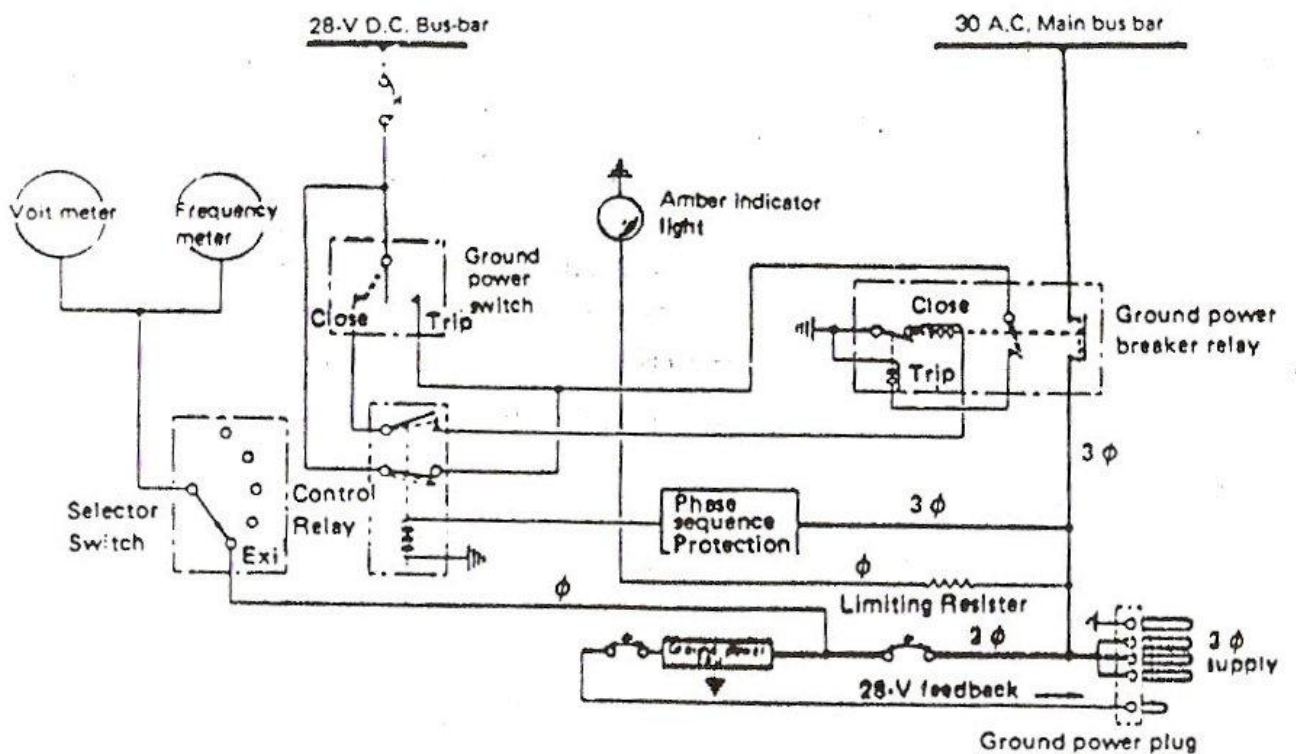 28-V D.C. Bus-bar
30 A.C. Main bus bar
Voit meter
Frequency
meter
Amber indicator
light
Ground
power
switch
Close
Trip
Close
Trip
Ground power
breaker relay
3 ϕ
Selector
Switch
Exi
Control
Relay
Phase
sequence
Protection
3 ϕ
ϕ
Limiting Resister
ϕ
3 ϕ
3 ϕ
supply
28-V feedback
Ground power plug